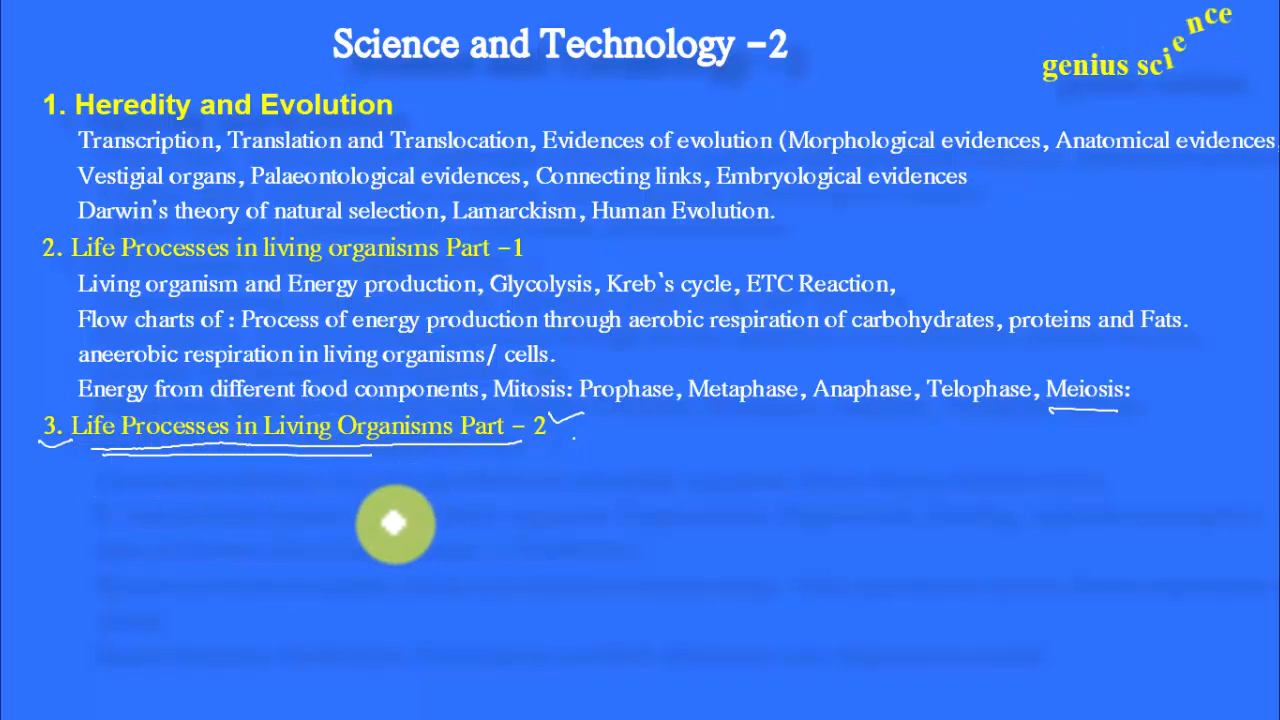 Science and Technology -2
genius science
1. Heredity and Evolution
Transcription, Translation and Translocation, Evidences of evolution (Morphological evidences, Anatomical evidences,
Vestigial organs, Palaeontological evidences, Connecting links, Embryological evidences
Darwin's theory of natural selection, Lamarckism, Human Evolution.
2. Life Processes in living organisms Part -1
Living organism and Energy production, Glycolysis, Kreb`s cycle, ETC Reaction,
Flow charts of : Process of energy production through aerobic respiration of carbohydrates, proteins and Fats.
aneerobic respiration in living organisms/ cells.
Energy from different food components, Mitosis: Prophase, Metaphase, Anaphase, Telophase, Meiosis:
3. Life Processes in Living Organisms Part - 2